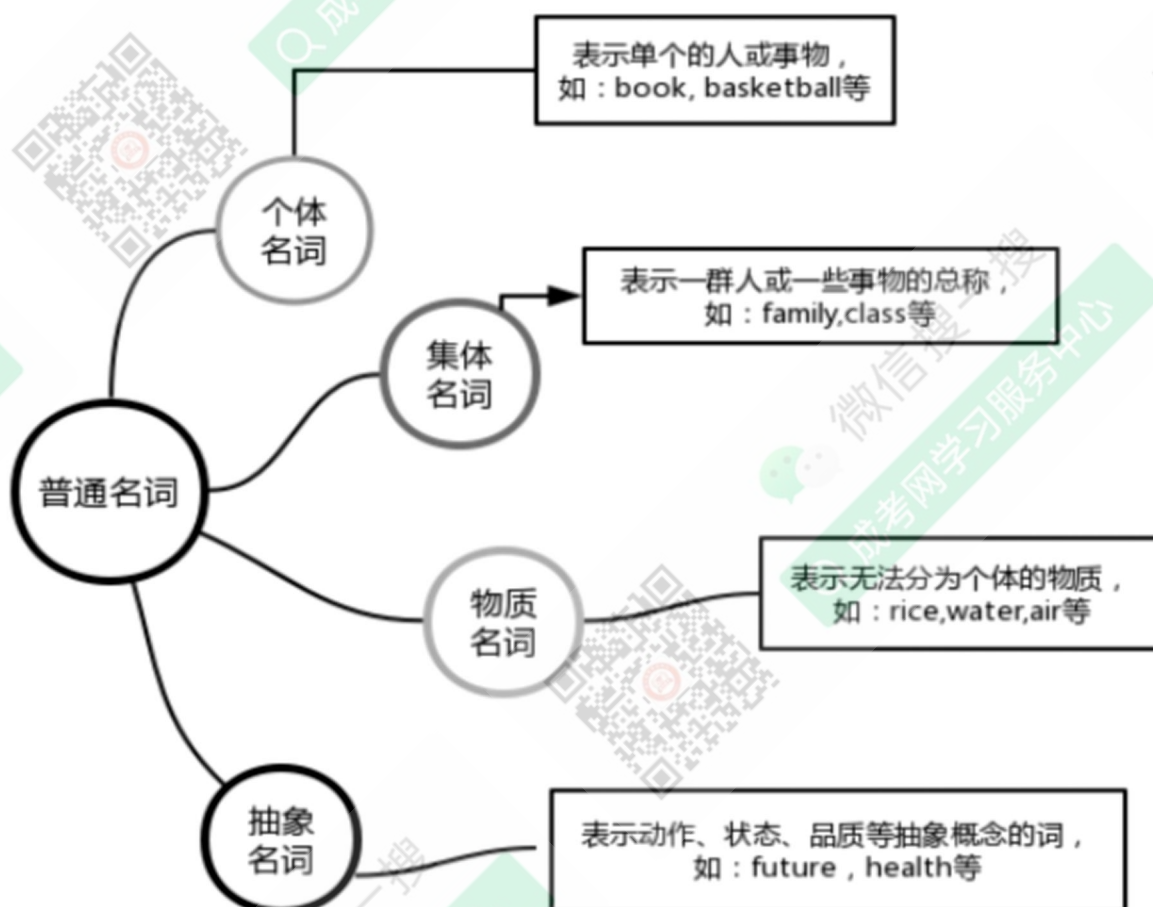 成
表示单个的人或事物，
如：book, basketball等
个体
名词
表示一群人或一些事物的总称，
如：family,class等
集体
名词
微信搜一搜
成考网学习服务中心
普通名词
表示无法分为个体的物质，
如：rice,water,air等
物质
名词
抽象
名词
表示动作、状态、品质等抽象概念的词，
如：future，health等
一搜